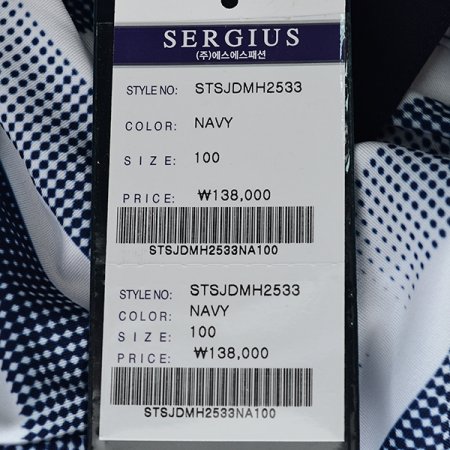 SERGIUS
(주)에스에스패션
STYLE NO: STSJDMH2533
COLOR: NAVY
SIZE: 100
PRICE: ₩138,000
STSJDMH2533NA100
STYLE NO: STSJDMH2533
COLOR: NAVY
SIZE: 100
PRICE: ₩138,000
STSJDMH2533NA100